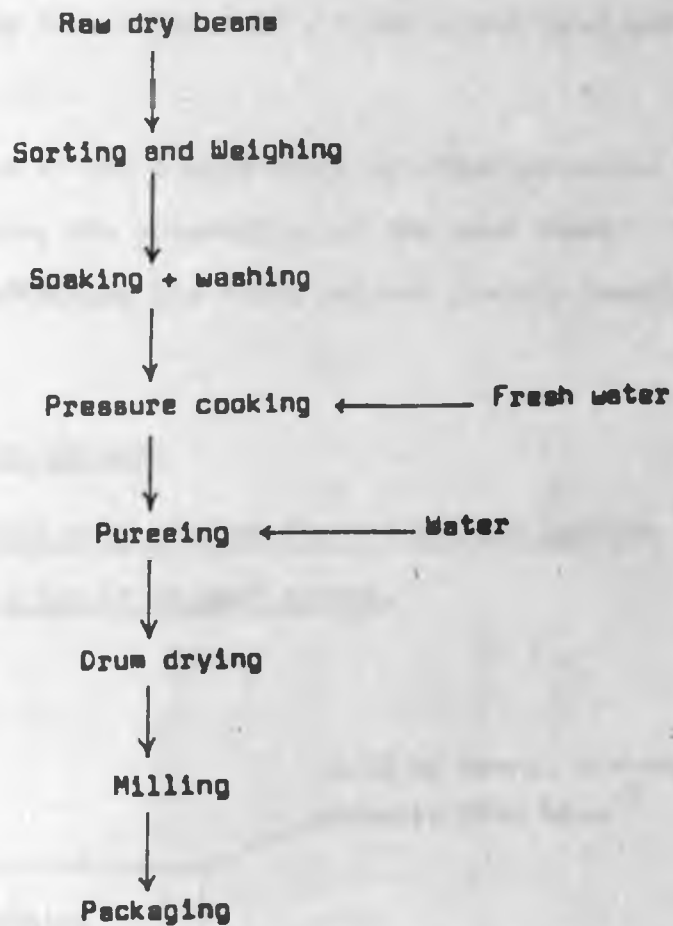 Raw dry beans
Sorting and Weighing
Soaking + washing
Pressure cooking
Fresh water
Pureeing
Water
Drum drying
Milling
Packaging